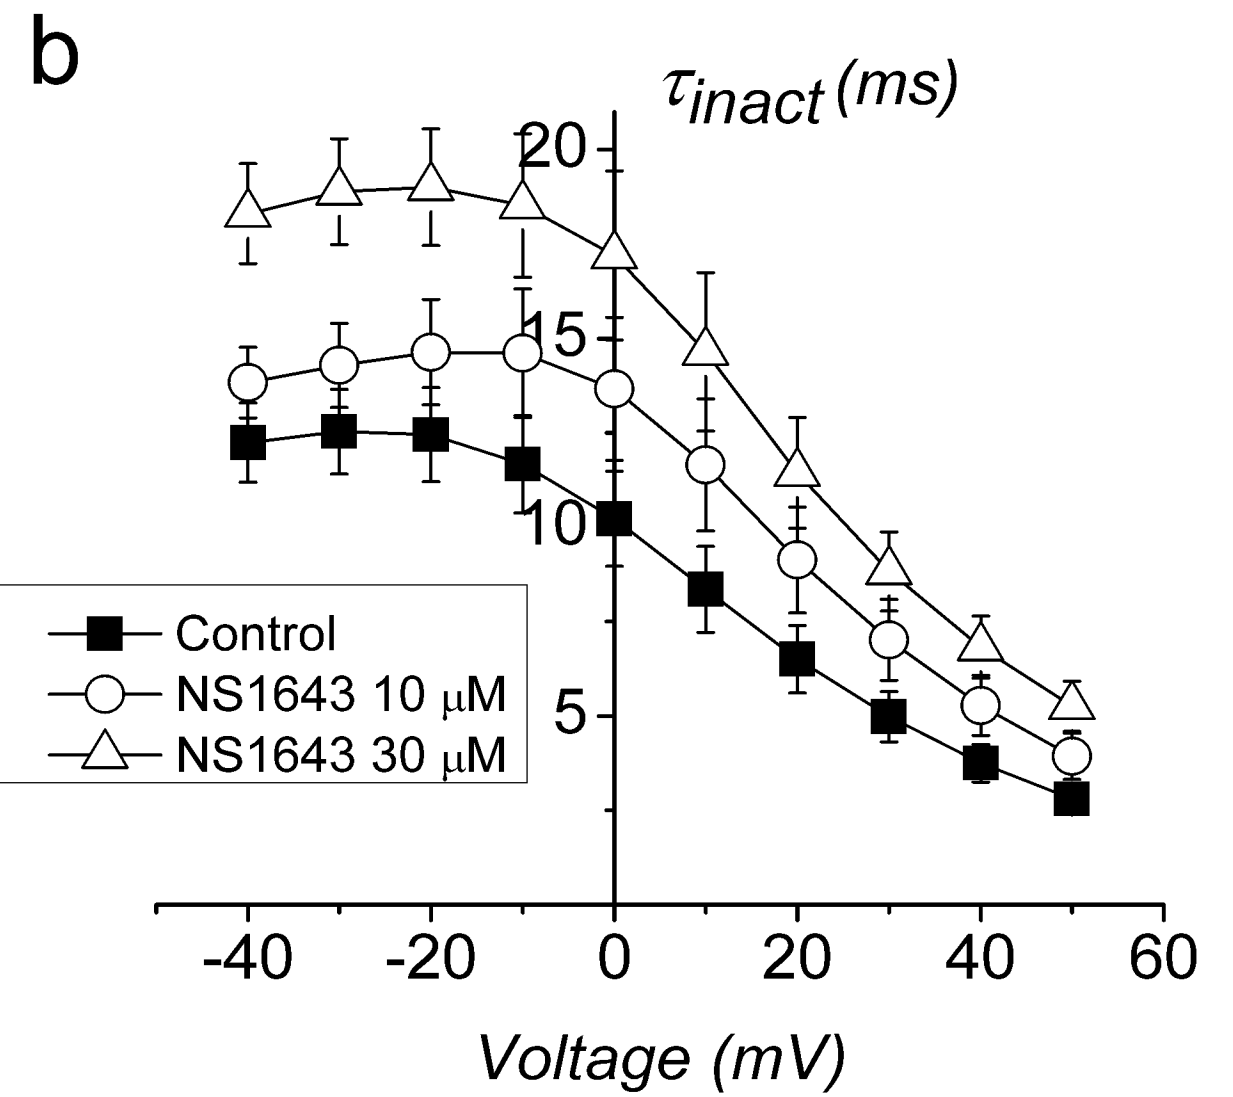 b
τinact (ms)
20
15
10
5
Control
NS1643 10 μM
NS1643 30 μM
-40 -20 0 20 40 60
Voltage (mV)